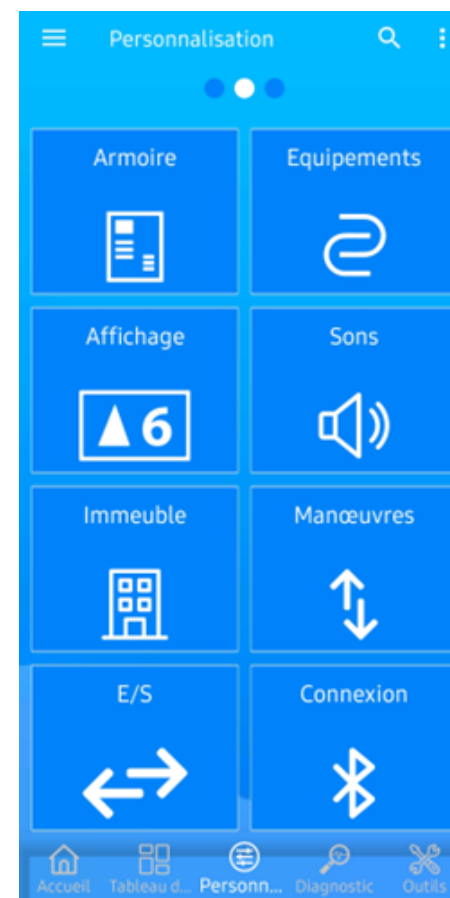 Personnalisation
Armoire
Equipements
Affichage
Sons
6
Immeuble
Manœuvres
E/S
Connexion
Accueil
Tableau d...
Personn...
Diagnostic
Outils